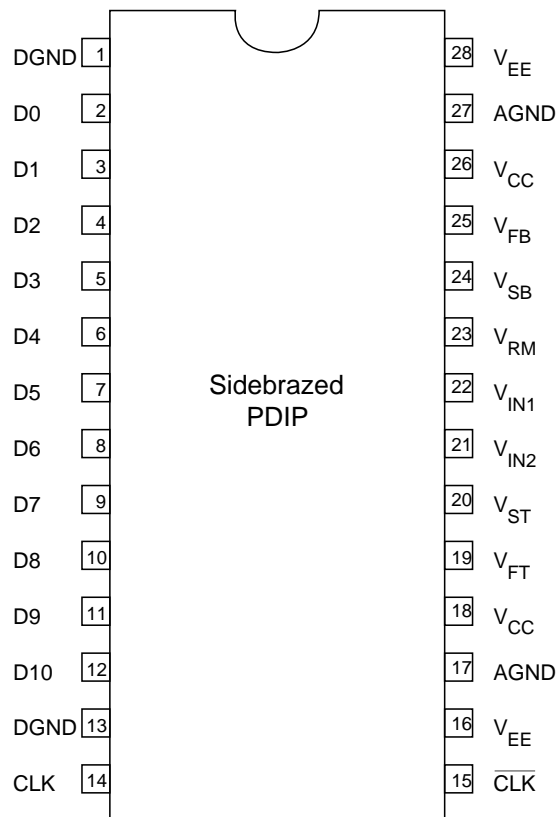 DGND 1 28 VEE
D0 2 27 AGND
D1 3 26 VCC
D2 4 25 VFB
D3 5 24 VSB
D4 6 23 VRM
D5 7 22 VIN1
Sidebrazed
PDIP
D6 8 21 VIN2
D7 9 20 VST
D8 10 19 VFT
D9 11 18 VCC
D10 12 17 AGND
DGND 13 16 VEE
CLK 14 15 C̅L̅K̅